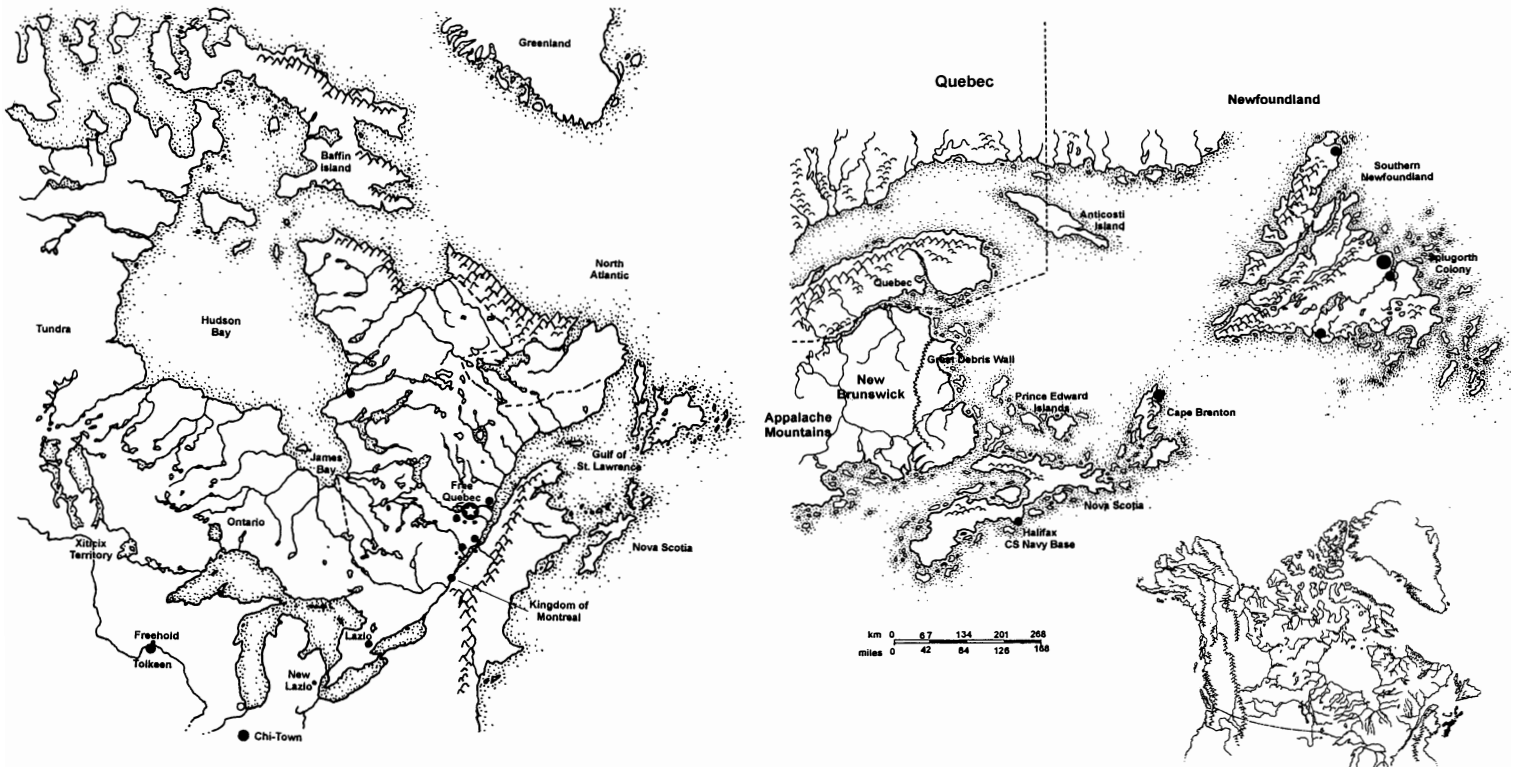 Greenland
Baffin
Island
North
Atlantic
Hudson
Bay
Tundra
James
Bay
Gulf of
St. Lawrence
Free
Quebec
Ontario
Xiticix
Territory
Nova Scotia
Kingdom of
Montreal
Freehold
Tolkeen
Lazlo
New
Lazlo
Chi-Town
Quebec
Newfoundland
Southern
Newfoundland
Anticosti
Island
Splugorth
Colony
Quebec
Great Debris Wall
New
Brunswick
Prince Edward
Islands
Cape Brenton
Appalache
Mountains
Nova Scotia
Halifax
CS Navy Base
km 0 67 134 201 268
miles 0 42 84 126 168